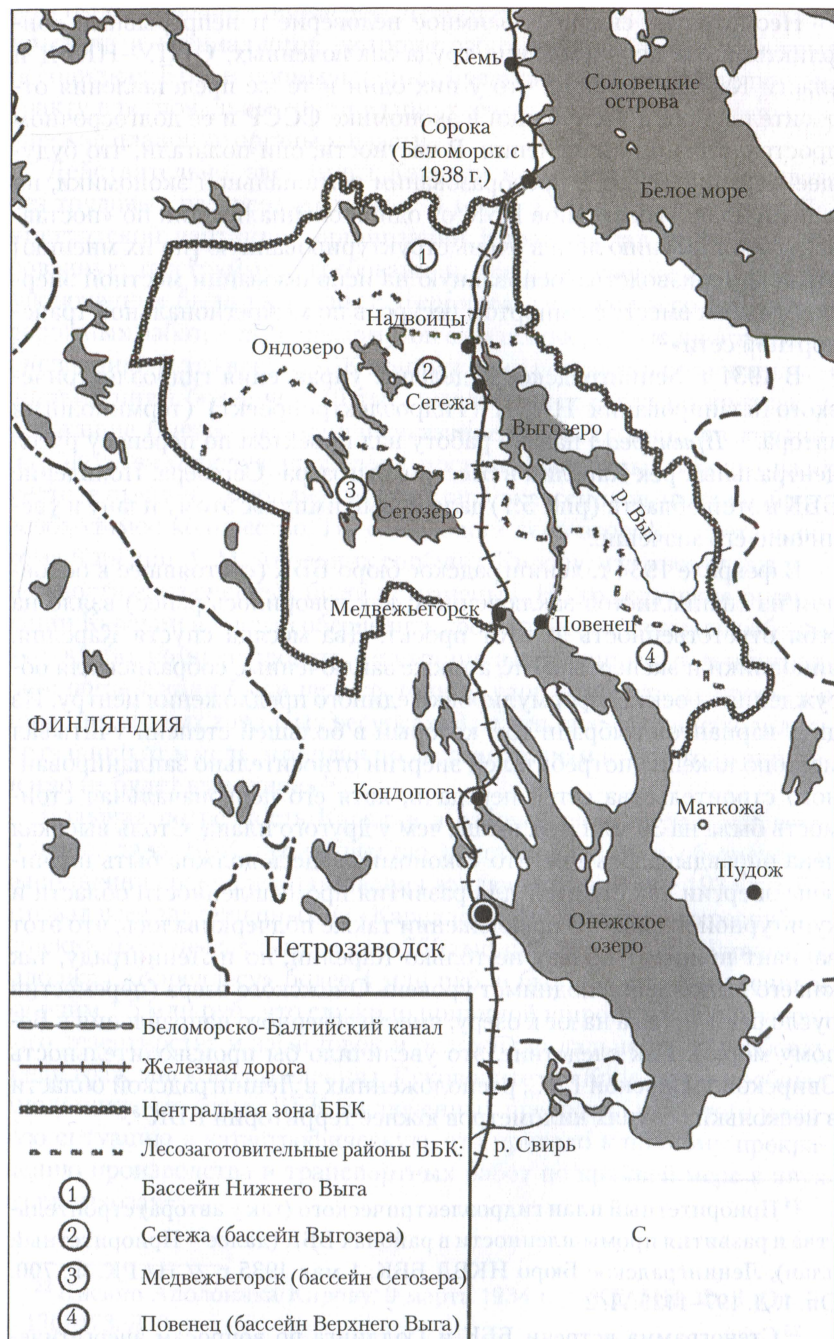 Кемь
Соловецкие
острова
Сорока
(Беломорск с
1938 г.)
Белое море
1
Надвоицы
Ондозеро
2
Сегежа
Выгозеро
3
Сегозеро
р. Выг
Медвежьегорск
Повенец
4
ФИНЛЯНДИЯ
Кондопога
Машока
Пудож
Петрозаводск
Онежское
озеро
р. Свирь
С.
Беломорско-Балтийский канал
Железная дорога
Центральная зона ББК
Лесозаготовительные районы ББК:
1 Бассейн Нижнего Выга
2 Сегежа (бассейн Выгозера)
3 Медвежьегорск (бассейн Сегозера)
4 Повенец (бассейн Верхнего Выга)